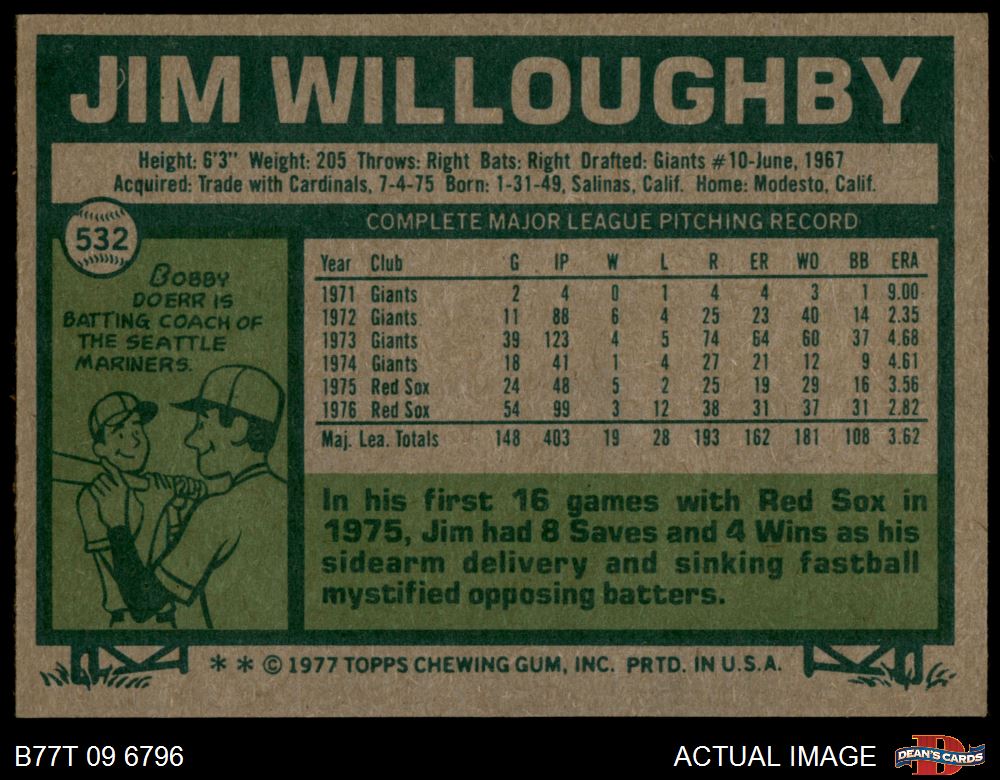 JIM WILLOUGHBY
Height: 6'3" Weight: 205 Throws: Right Bats: Right Drafted: Giants #10-June, 1967
Acquired: Trade with Cardinals, 7-4-75 Born: 1-31-49, Salinas, Calif. Home: Modesto, Calif.
532
COMPLETE MAJOR LEAGUE PITCHING RECORD
BOBBY
DOERR IS
BATTING COACH OF
THE SEATTLE
MARINERS.
Year Club G IP W L R ER WO BB ERA
1971 Giants 2 4 0 1 4 4 3 1 9.00
1972 Giants 11 88 6 4 25 23 40 14 2.35
1973 Giants 39 123 4 5 74 64 60 37 4.68
1974 Giants 18 41 1 4 27 21 12 9 4.61
1975 Red Sox 24 48 5 2 25 19 29 16 3.56
1976 Red Sox 54 99 3 12 38 31 37 31 2.82
Maj. Lea. Totals 148 403 19 28 193 162 181 108 3.62
In his first 16 games with Red Sox in
1975, Jim had 8 Saves and 4 Wins as his
sidearm delivery and sinking fastball
mystified opposing batters.
* * © 1977 TOPPS CHEWING GUM, INC. PRTD. IN U.S.A.
B77T 09 6796
ACTUAL IMAGE
D
DEAN'S CARDS